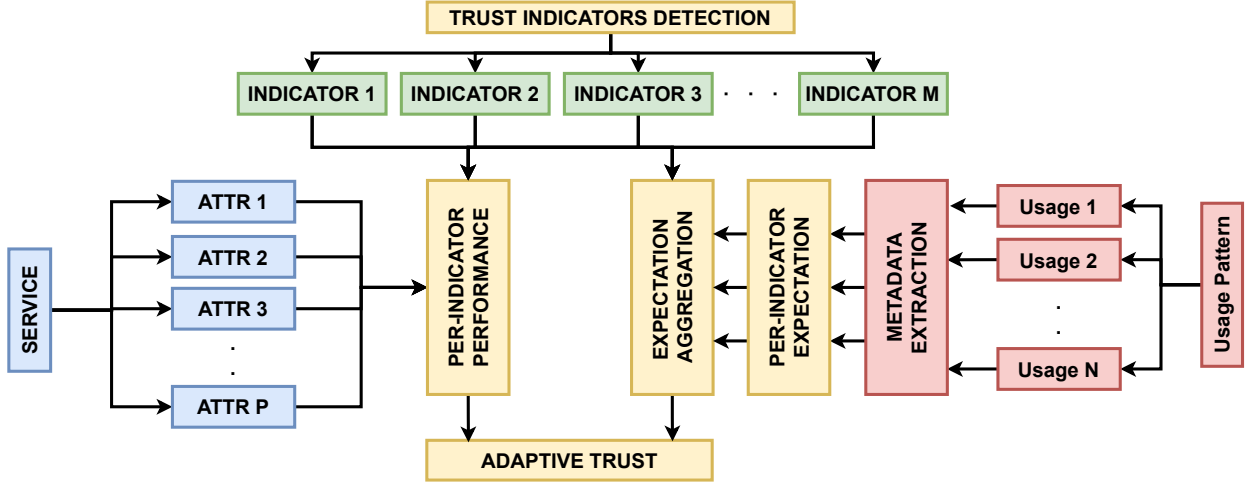 TRUST INDICATORS DETECTION
INDICATOR 1
INDICATOR 2
INDICATOR 3
. . . .
INDICATOR M
SERVICE
ATTR 1
ATTR 2
ATTR 3
.
.
ATTR P
PER-INDICATOR
PERFORMANCE
EXPECTATION
AGGREGATION
PER-INDICATOR
EXPECTATION
METADATA
EXTRACTION
Usage 1
Usage 2
.
.
Usage N
Usage Pattern
ADAPTIVE TRUST